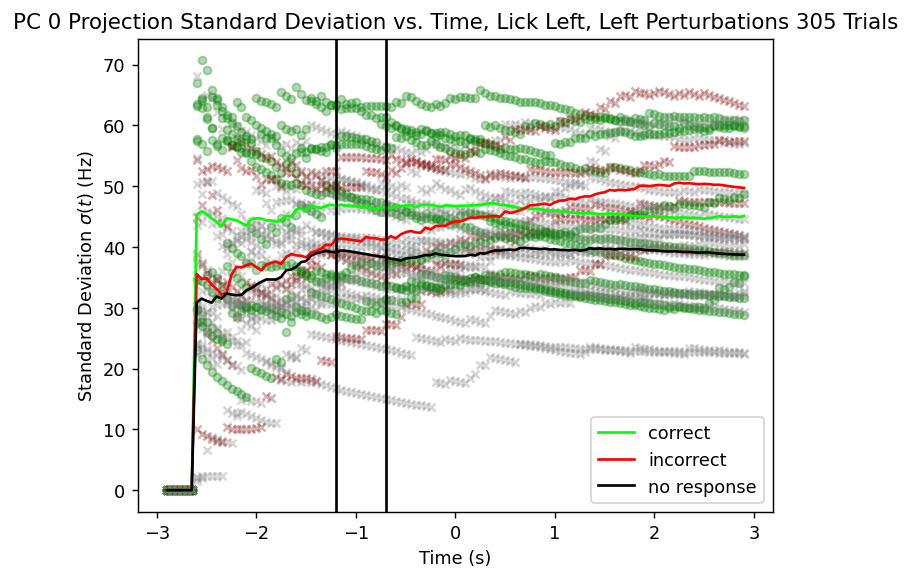 PC 0 Projection Standard Deviation vs. Time, Lick Left, Left Perturbations 305 Trials
Standard Deviation σ(t) (Hz)
70
60
50
40
30
20
10
0
−3
−2
−1
0
1
2
3
Time (s)
correct
incorrect
no response